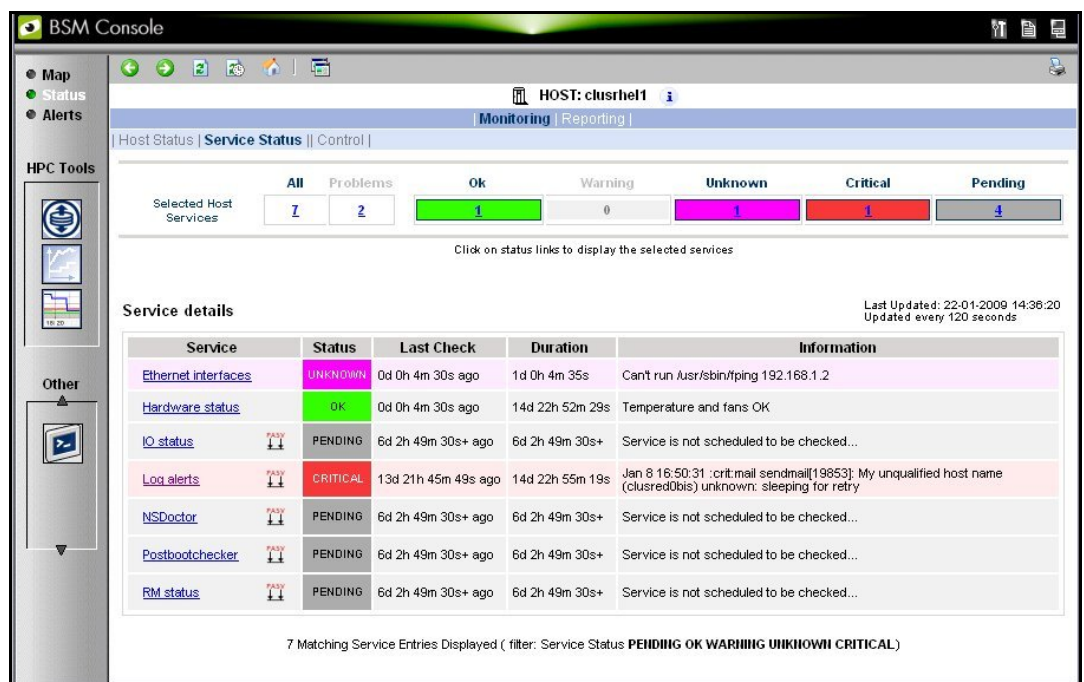 BSM Console
Map
Status
Alerts
HPC Tools
Other
HOST: clusrhel1 i
| Monitoring | Reporting |
| Host Status | Service Status || Control |
All Problems Ok Warning Unknown Critical Pending
Selected Host Services 7 2 1 0 1 1 4
Click on status links to display the selected services
Service details
Last Updated: 22-01-2009 14:36:20
Updated every 120 seconds
Service Status Last Check Duration Information
Ethernet interfaces UNKNOWN 0d 0h 4m 30s ago 1d 0h 4m 35s Can't run /usr/sbin/fping 192.168.1.2
Hardware status OK 0d 0h 4m 30s ago 14d 22h 52m 29s Temperature and fans OK
IO status PASV PENDING 6d 2h 49m 30s+ ago 6d 2h 49m 30s+ Service is not scheduled to be checked...
Log alerts PASV CRITICAL 13d 21h 45m 49s ago 14d 22h 55m 19s Jan 8 16:50:31 :crit:mail sendmail[19853]: My unqualified host name (clusred0bis) unknown: sleeping for retry
NSDoctor PASV PENDING 6d 2h 49m 30s+ ago 6d 2h 49m 30s+ Service is not scheduled to be checked...
Postbootchecker PASV PENDING 6d 2h 49m 30s+ ago 6d 2h 49m 30s+ Service is not scheduled to be checked...
RM status PASV PENDING 6d 2h 49m 30s+ ago 6d 2h 49m 30s+ Service is not scheduled to be checked...
7 Matching Service Entries Displayed ( filter: Service Status PENDING OK WARNING UNKNOWN CRITICAL)